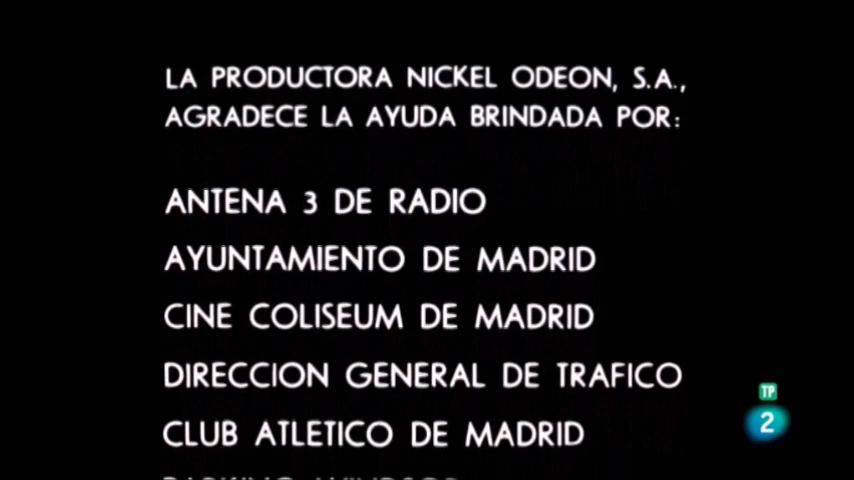 LA PRODUCTORA NICKEL ODEON, S.A.,
AGRADECE LA AYUDA BRINDADA POR:
ANTENA 3 DE RADIO
AYUNTAMIENTO DE MADRID
CINE COLISEUM DE MADRID
DIRECCION GENERAL DE TRAFICO
CLUB ATLETICO DE MADRID
TP
2